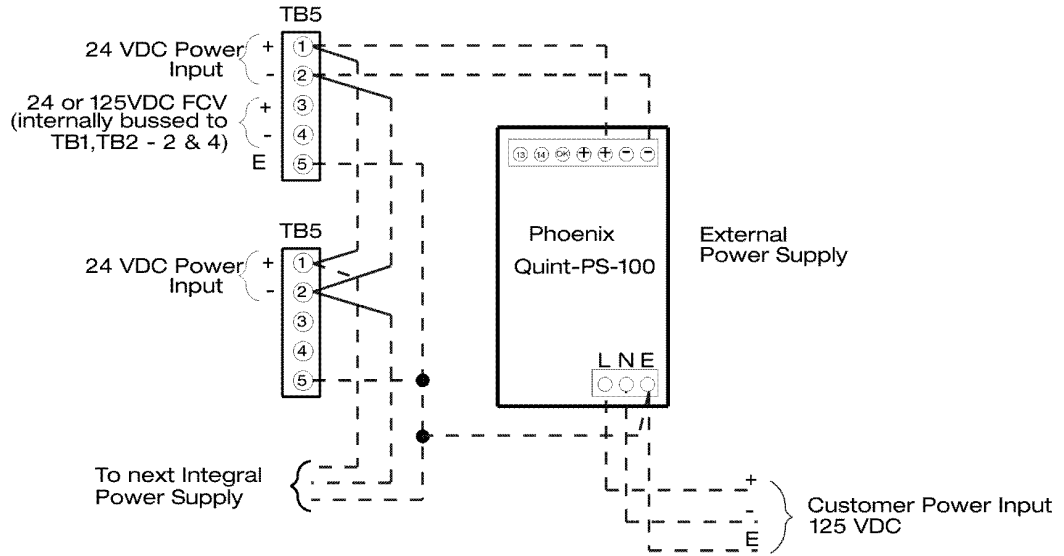 TB5
24 VDC Power
Input
+
-
1
2
3
4
5
24 or 125VDC FCV
(internally bussed to
TB1,TB2 - 2 & 4)
+
-
E
13 14 OK + + - -
Phoenix
Quint-PS-100
External
Power Supply
L N E
TB5
24 VDC Power
Input
+
-
1
2
3
4
5
To next Integral
Power Supply
+
-
E
Customer Power Input
125 VDC